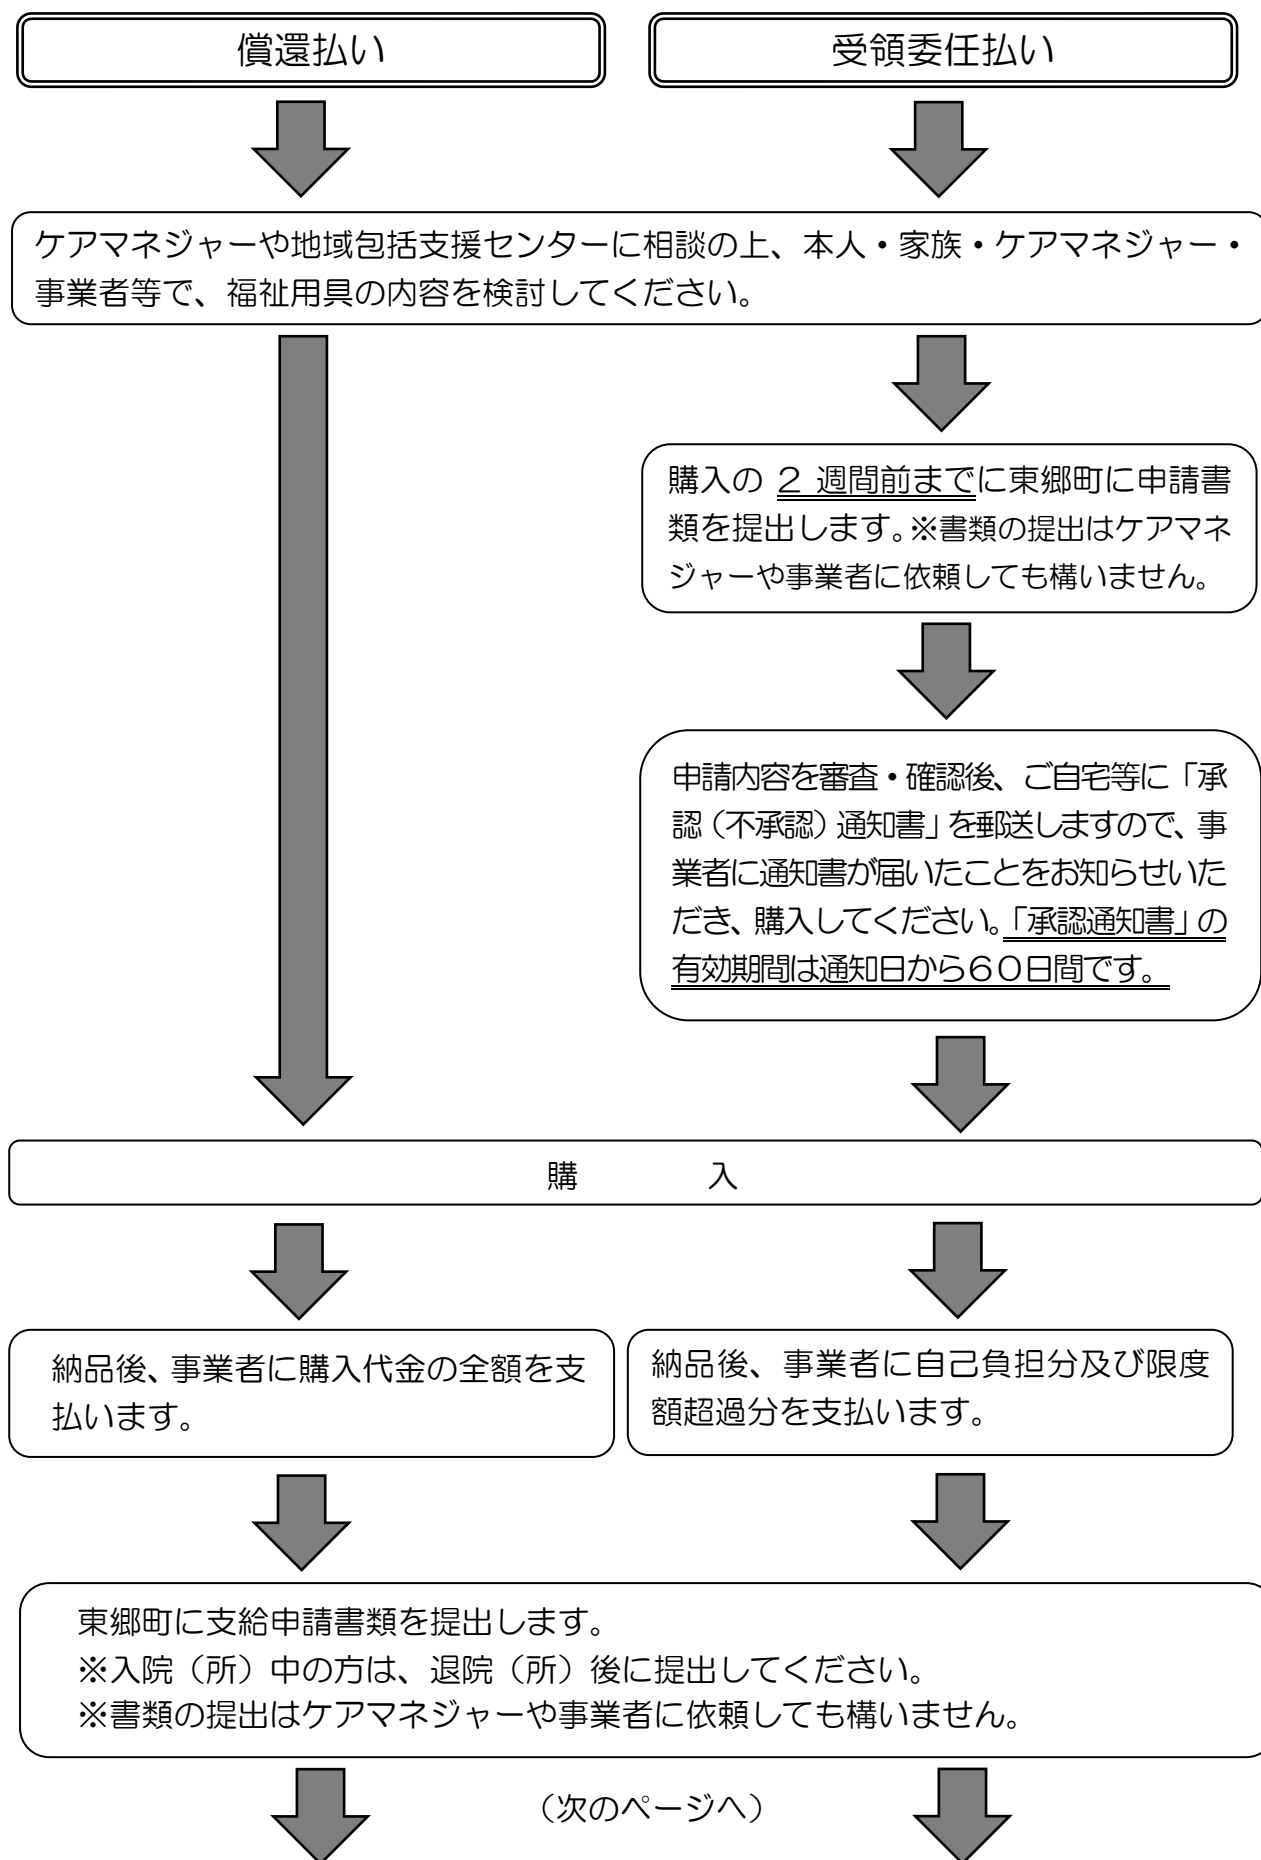 償還払い
受領委任払い
ケアマネジャーや地域包括支援センターに相談の上、本人・家族・ケアマネジャー・
事業者等で、福祉用具の内容を検討してください。
購入の ２ 週間前までに東郷町に申請書
類を提出します。※書類の提出はケアマネ
ジャーや事業者に依頼しても構いません。
申請内容を審査・確認後、ご自宅等に「承
認（不承認）通知書」を郵送しますので、事
業者に通知書が届いたことをお知らせいた
だき、購入してください。「承認通知書」の
有効期間は通知日から６０日間です。
購　　　入
納品後、事業者に購入代金の全額を支
払います。
納品後、事業者に自己負担分及び限度
額超過分を支払います。
東郷町に支給申請書類を提出します。
※入院（所）中の方は、退院（所）後に提出してください。
※書類の提出はケアマネジャーや事業者に依頼しても構いません。
（次のページへ）